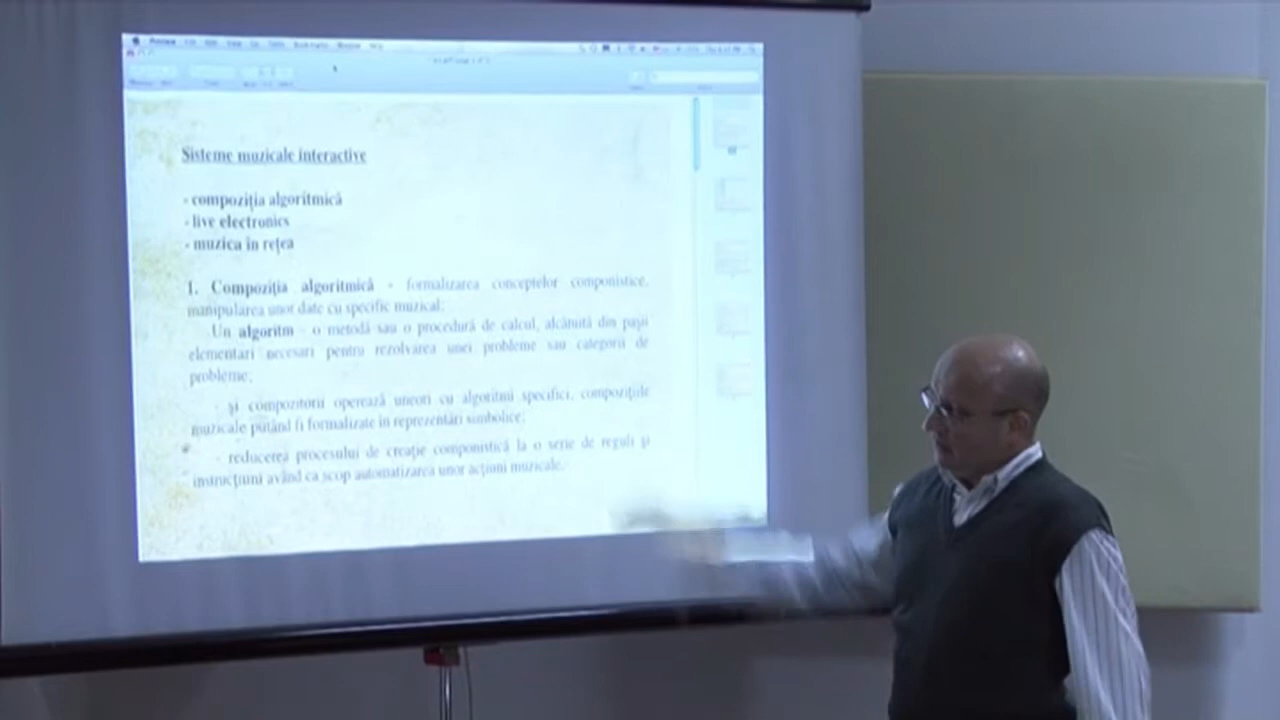 Sisteme muzicale interactive
- compoziția algoritmică
- live electronics
- muzica în rețea
1. Compoziția algoritmică - formalizarea conceptelor componistice,
manipularea unor date cu specific muzical;
Un algoritm - o metodă sau o procedură de calcul, alcătuită din pași
elementari necesari pentru rezolvarea unei probleme sau categorii de
probleme;
- și compozitorii operează uneori cu algoritmi specifici, compozițiile
muzicale putând fi formalizate în reprezentări simbolice;
- reducerea procesului de creație componistică la o serie de reguli și
instrucțiuni având ca scop automatizarea unor acțiuni muzicale.